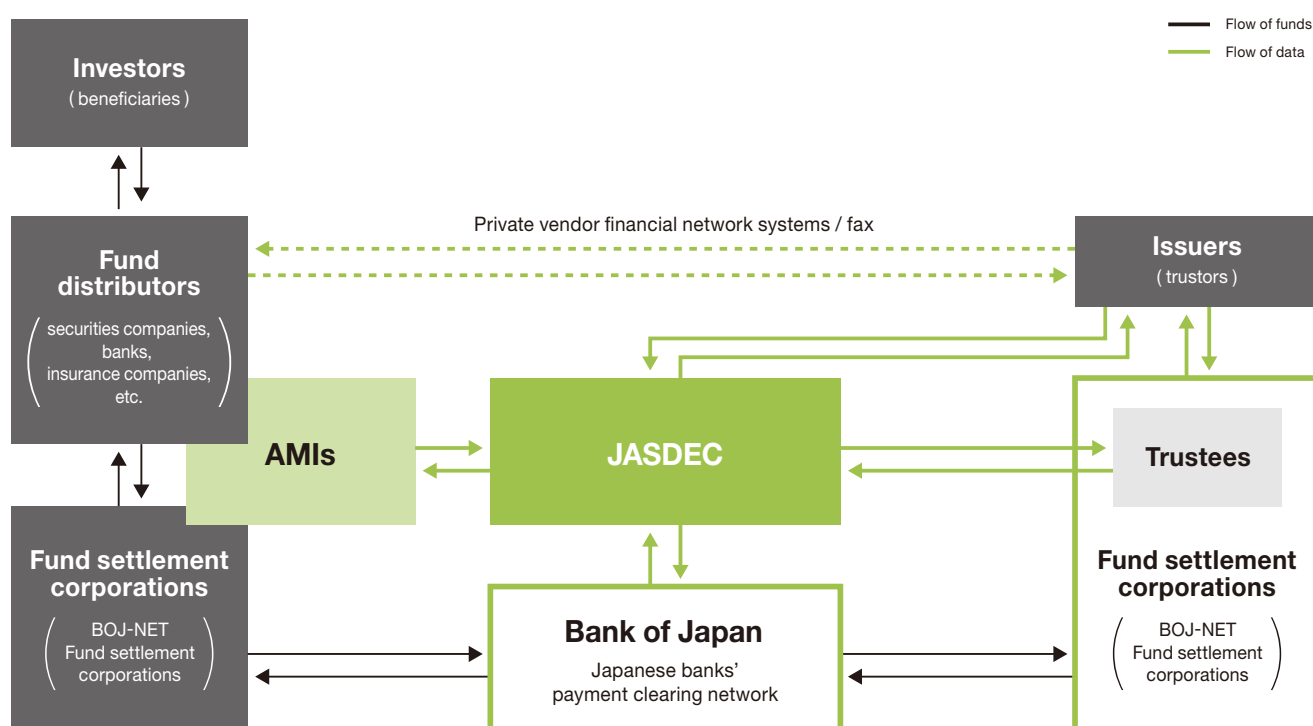 Flow of funds
Flow of data
Investors
( beneficiaries )
Private vendor financial network systems / fax
Fund
distributors
securities companies,
banks,
insurance companies,
etc.
Issuers
( trustors )
AMIs
JASDEC
Trustees
Fund settlement
corporations
BOJ-NET
Fund settlement
corporations
Bank of Japan
Japanese banks’
payment clearing network
Fund settlement
corporations
BOJ-NET
Fund settlement
corporations